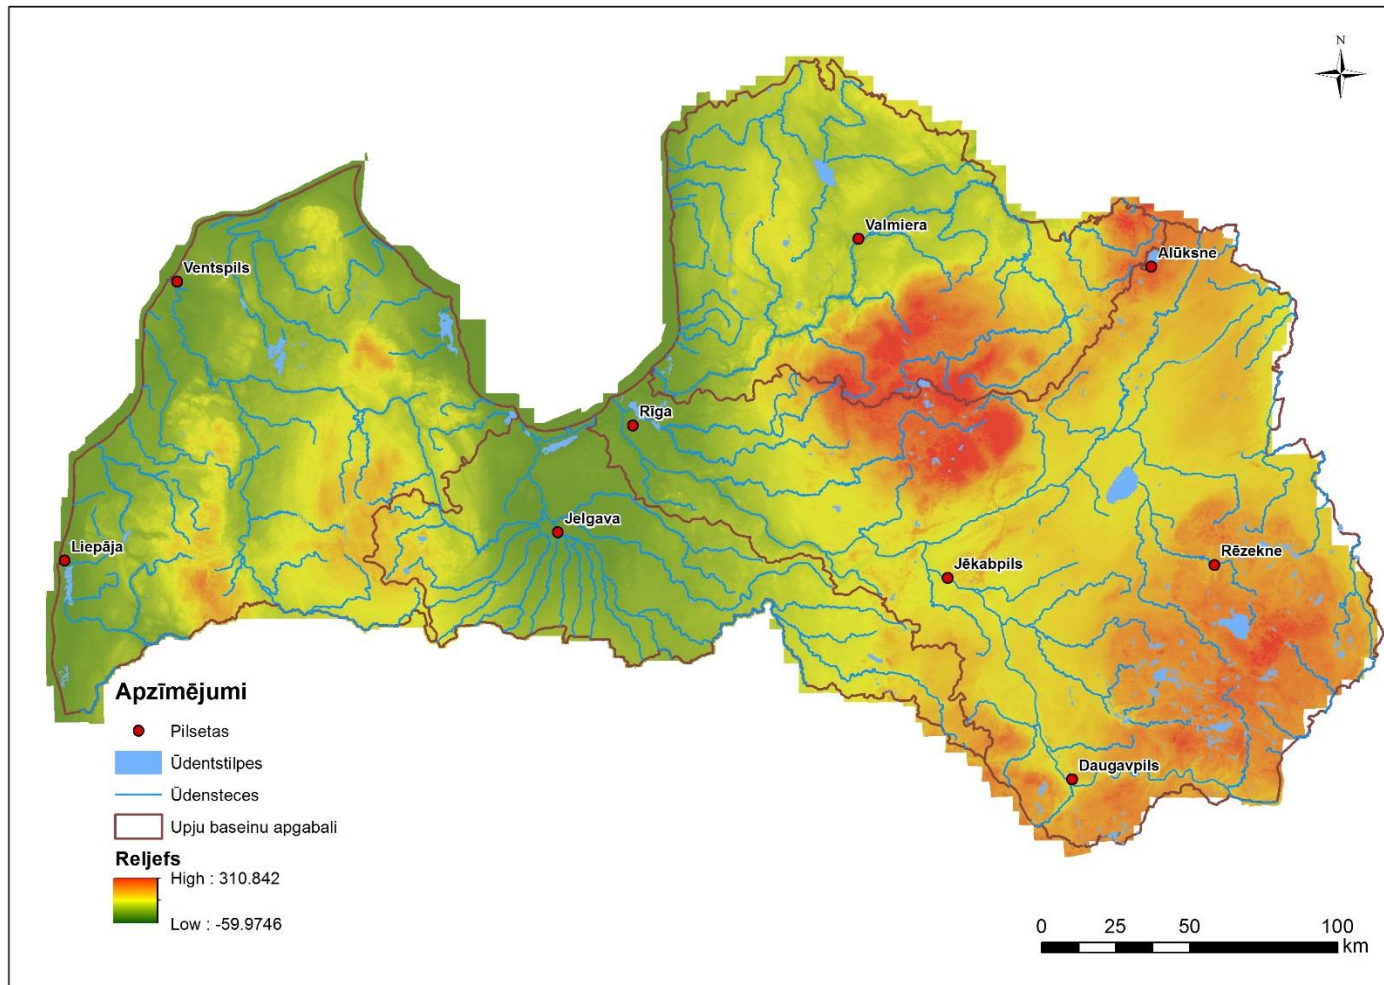 N
Valmiera
Alūksne
Ventspils
Rīga
Jelgava
Liepāja
Jēkabpils
Rēzekne
Daugavpils
Apzīmējumi
Pilsetas
Ūdentstilpes
Ūdensteces
Upju baseinu apgabali
Reljefs
High : 310.842
Low : -59.9746
0 25 50 100
km